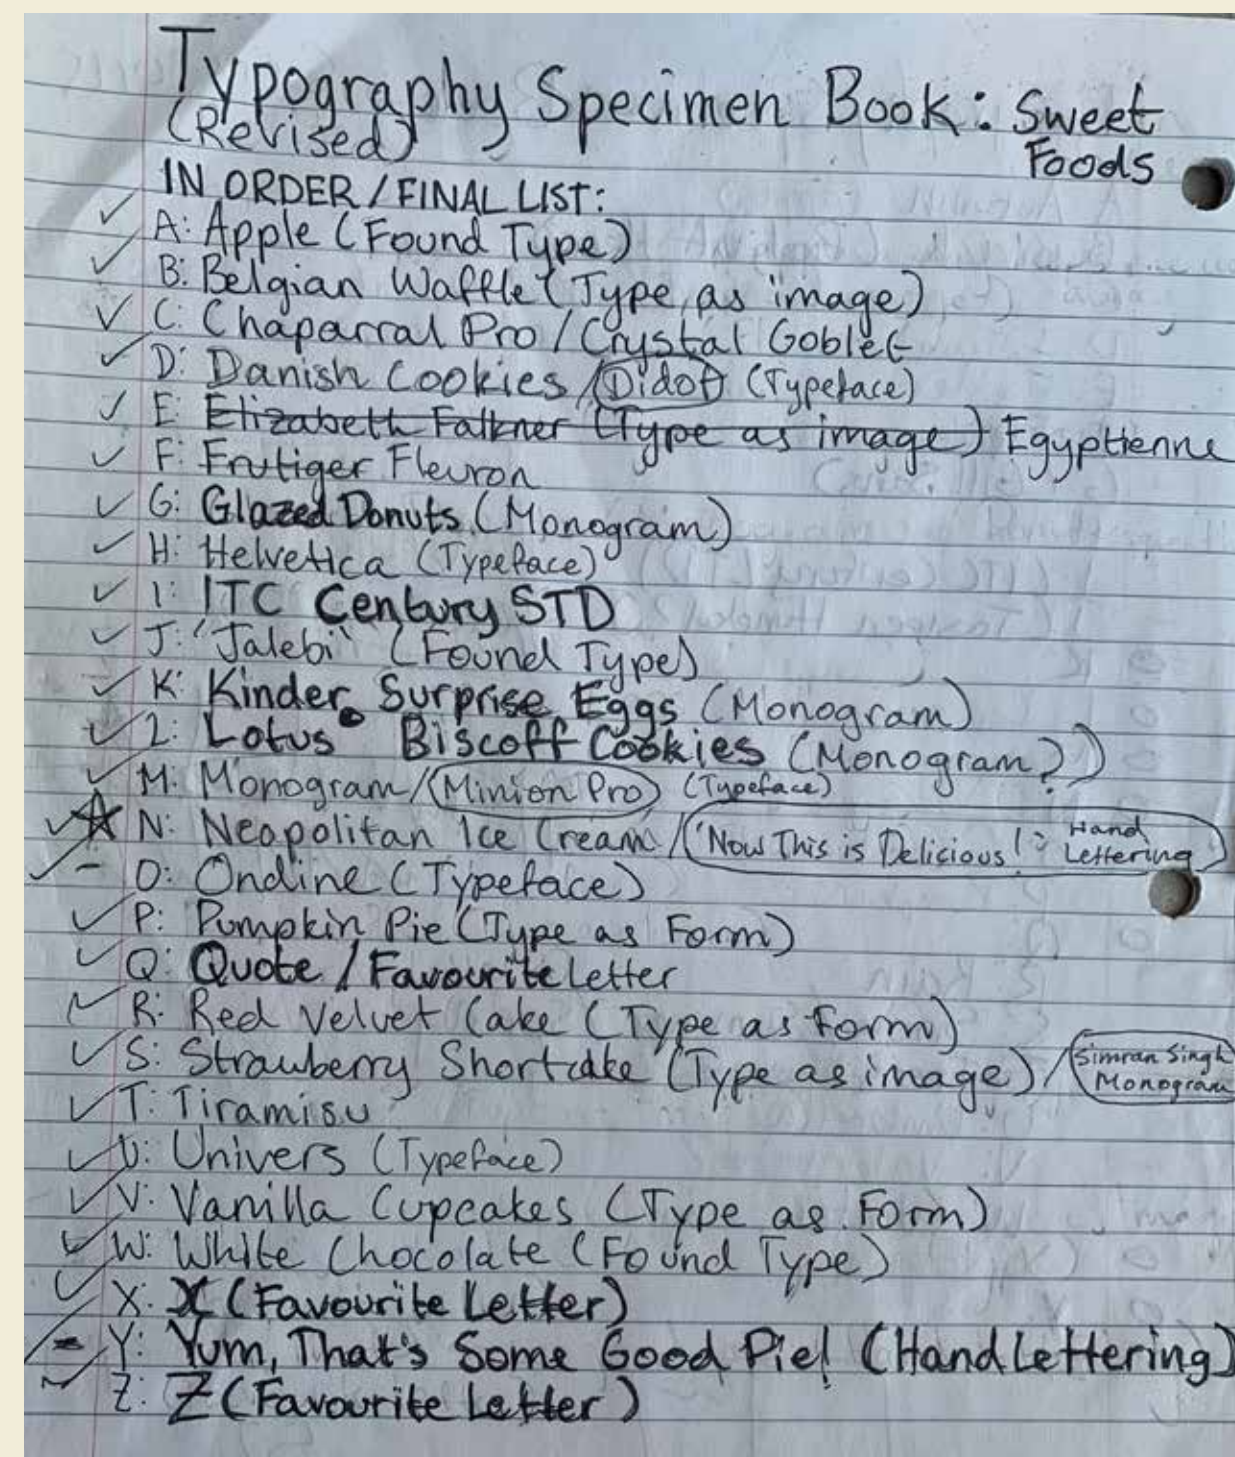 Typography Specimen Book: Sweet Foods
(Revised)
IN ORDER / FINAL LIST:
A: Apple (Found Type)
B: Belgian Waffle (Type as image)
C: Chaparral Pro / Crystal Goblet
D: Danish Cookies / Didot (Typeface)
E: Elizabeth Falkner (Type as image) Egyptienne
F: Frutiger Fleuron
G: Glazed Donuts (Monogram)
H: Helvetica (Typeface)
I: ITC Century STD
J: "Jalebi" (Found Type)
K: Kinder Surprise Eggs (Monogram)
L: Lotus Biscoff Cookies (Monogram?)
M: Monogram / Minion Pro (Typeface)
N: Neopolitan Ice Cream / 'Now This is Delicious!: Hand Lettering
O: Ondine (Typeface)
P: Pumpkin Pie (Type as Form)
Q: Quote / Favourite Letter
R: Red Velvet Cake (Type as Form)
S: Strawberry Shortcake (Type as image) / Simran Singh Monogram
T: Tiramisu
U: Univers (Typeface)
V: Vanilla Cupcakes (Type as Form)
W: White Chocolate (Found Type)
X: X (Favourite Letter)
Y: Yum, That's Some Good Pie! (Hand Lettering)
Z: Z (Favourite Letter)